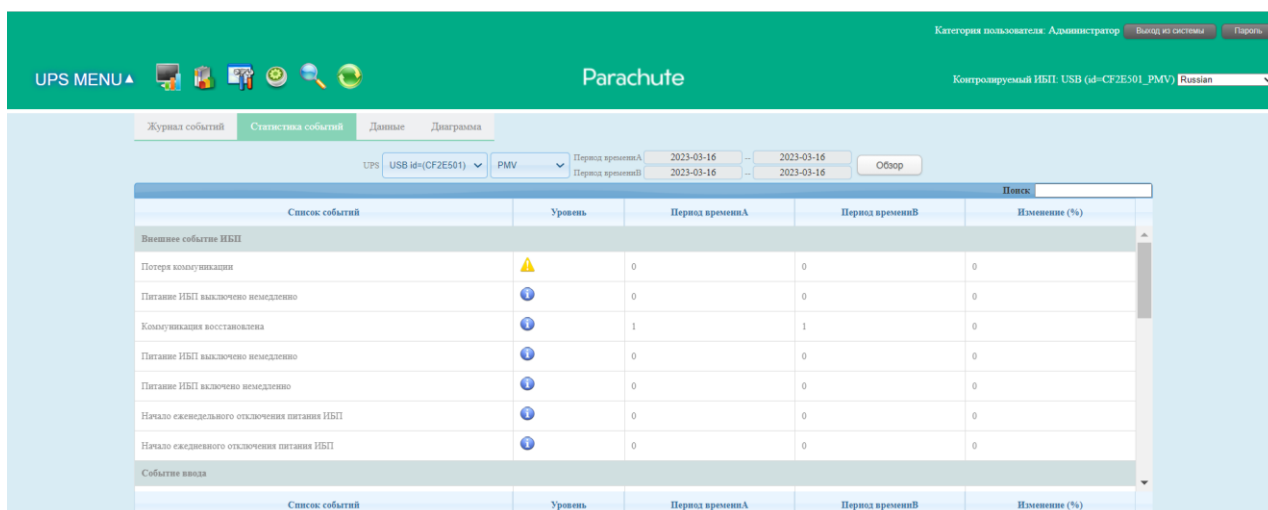 Категория пользователя: Администратор Выход из системы Пароль
UPS MENU Parachute Контролируемый ИБП: USB (id=CF2E501_PMV) Russian
Журнал событий Статистика событий Данные Диаграмма
UPS USB id=(CF2E501) PMV Период времениA 2023-03-16 -- 2023-03-16 Обзор
Период времениB 2023-03-16 -- 2023-03-16
Поиск
Список событий Уровень Период времениA Период времениB Изменение (%)
Внешнее событие ИБП
Потеря коммуникации 0 0 0
Питание ИБП выключено немедленно 0 0 0
Коммуникация восстановлена 1 1 0
Питание ИБП выключено немедленно 0 0 0
Питание ИБП включено немедленно 0 0 0
Начало еженедельного отключения питания ИБП 0 0 0
Начало ежедневного отключения питания ИБП 0 0 0
Событие ввода
Список событий Уровень Период времениA Период времениB Изменение (%)